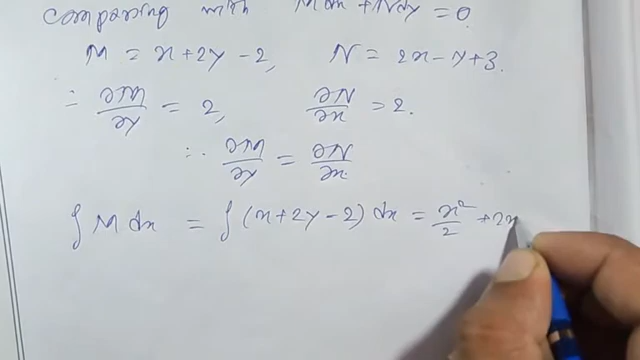 comparing with Mdx + Ndy = 0
M = x + 2y - 2, N = 2x - y + 3.
∴ ∂M/∂y = 2, ∂N/∂x = 2.
∴ ∂M/∂y = ∂N/∂x.
∫ M dx = ∫ (x + 2y - 2) dx = x²/2 + 2x